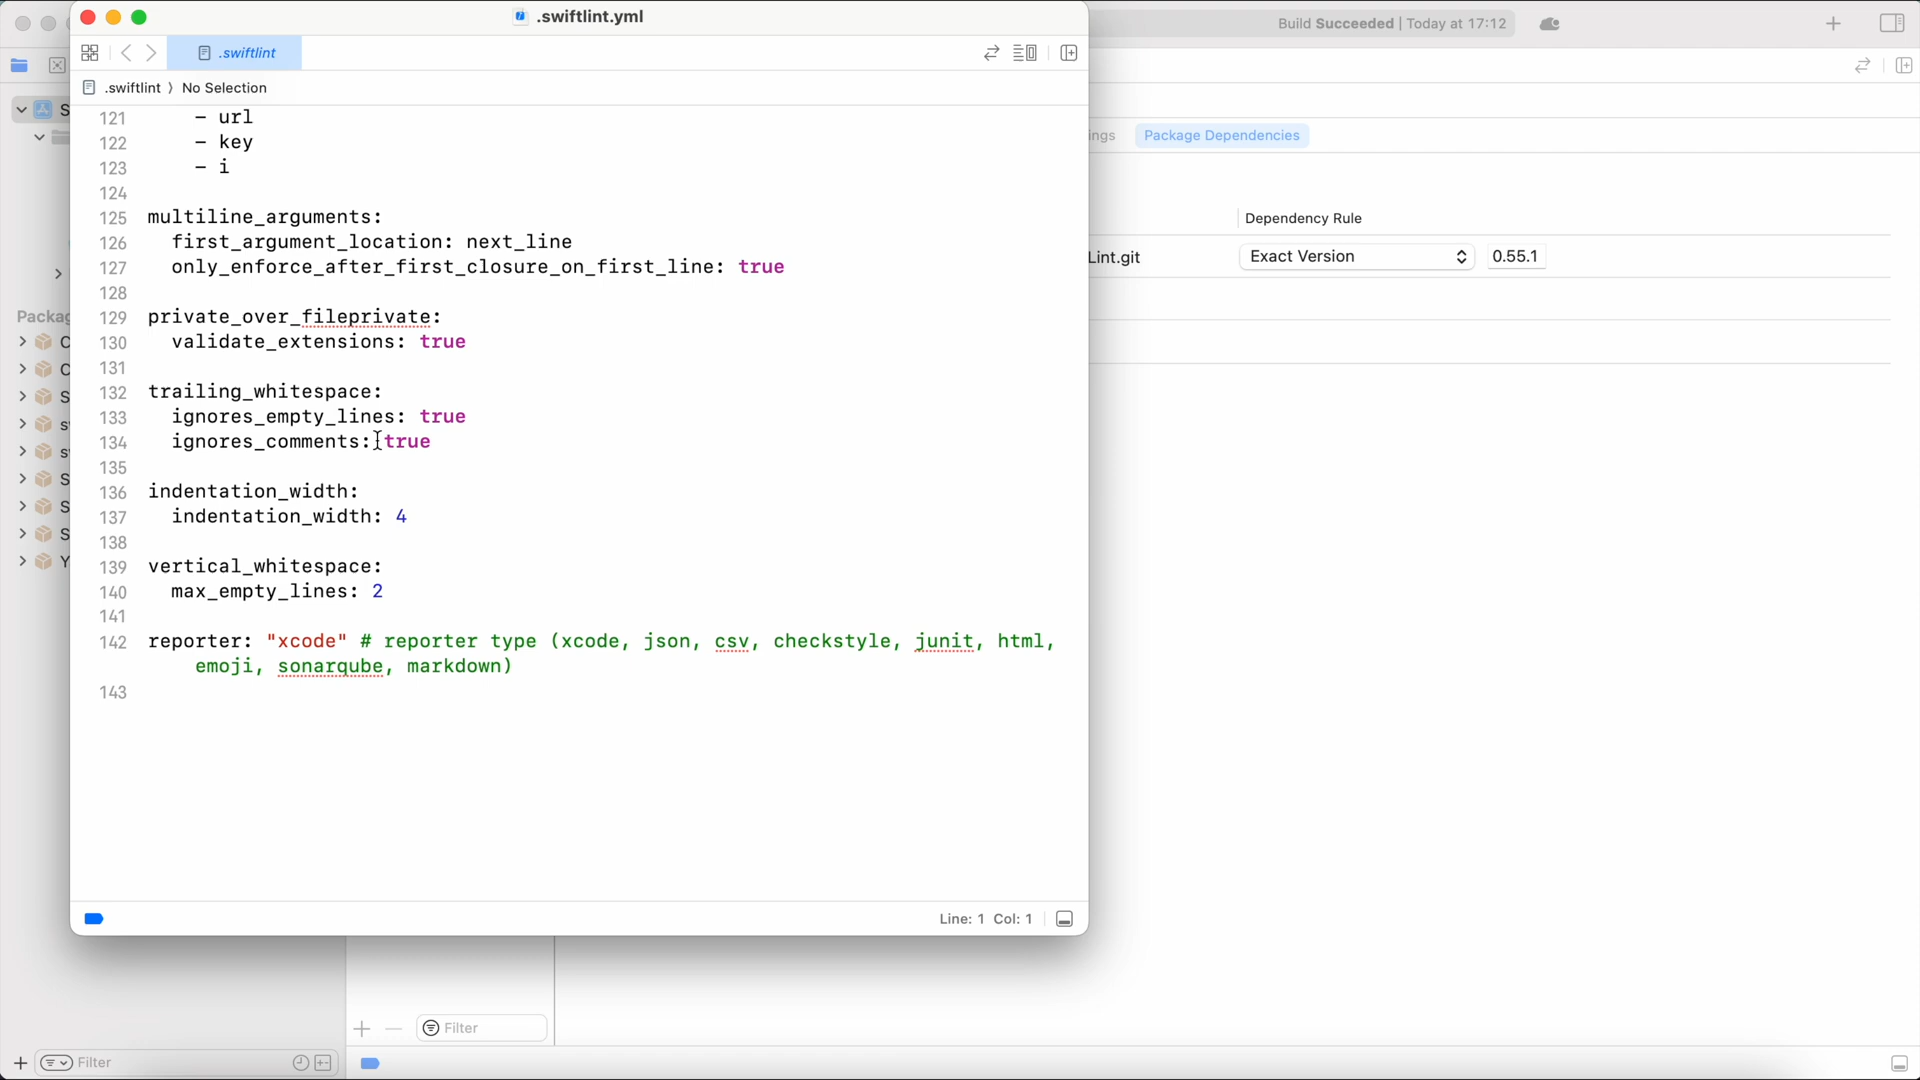 .swiftlint.yml
Build Succeeded | Today at 17:12
.swiftlint
.swiftlint 〉 No Selection
121 - url
122 - key
123 - i
124
125 multiline_arguments:
126 first_argument_location: next_line
127 only_enforce_after_first_closure_on_first_line: true
128
129 private_over_fileprivate:
130 validate_extensions: true
131
132 trailing_whitespace:
133 ignores_empty_lines: true
134 ignores_comments: true
135
136 indentation_width:
137 indentation_width: 4
138
139 vertical_whitespace:
140 max_empty_lines: 2
141
142 reporter: "xcode" # reporter type (xcode, json, csv, checkstyle, junit, html,
emoji, sonarqube, markdown)
143
Line: 1 Col: 1
S
Packag
C
C
S
s
s
S
S
S
Y
ings
Package Dependencies
Dependency Rule
Lint.git
Exact Version
0.55.1
Filter
Filter